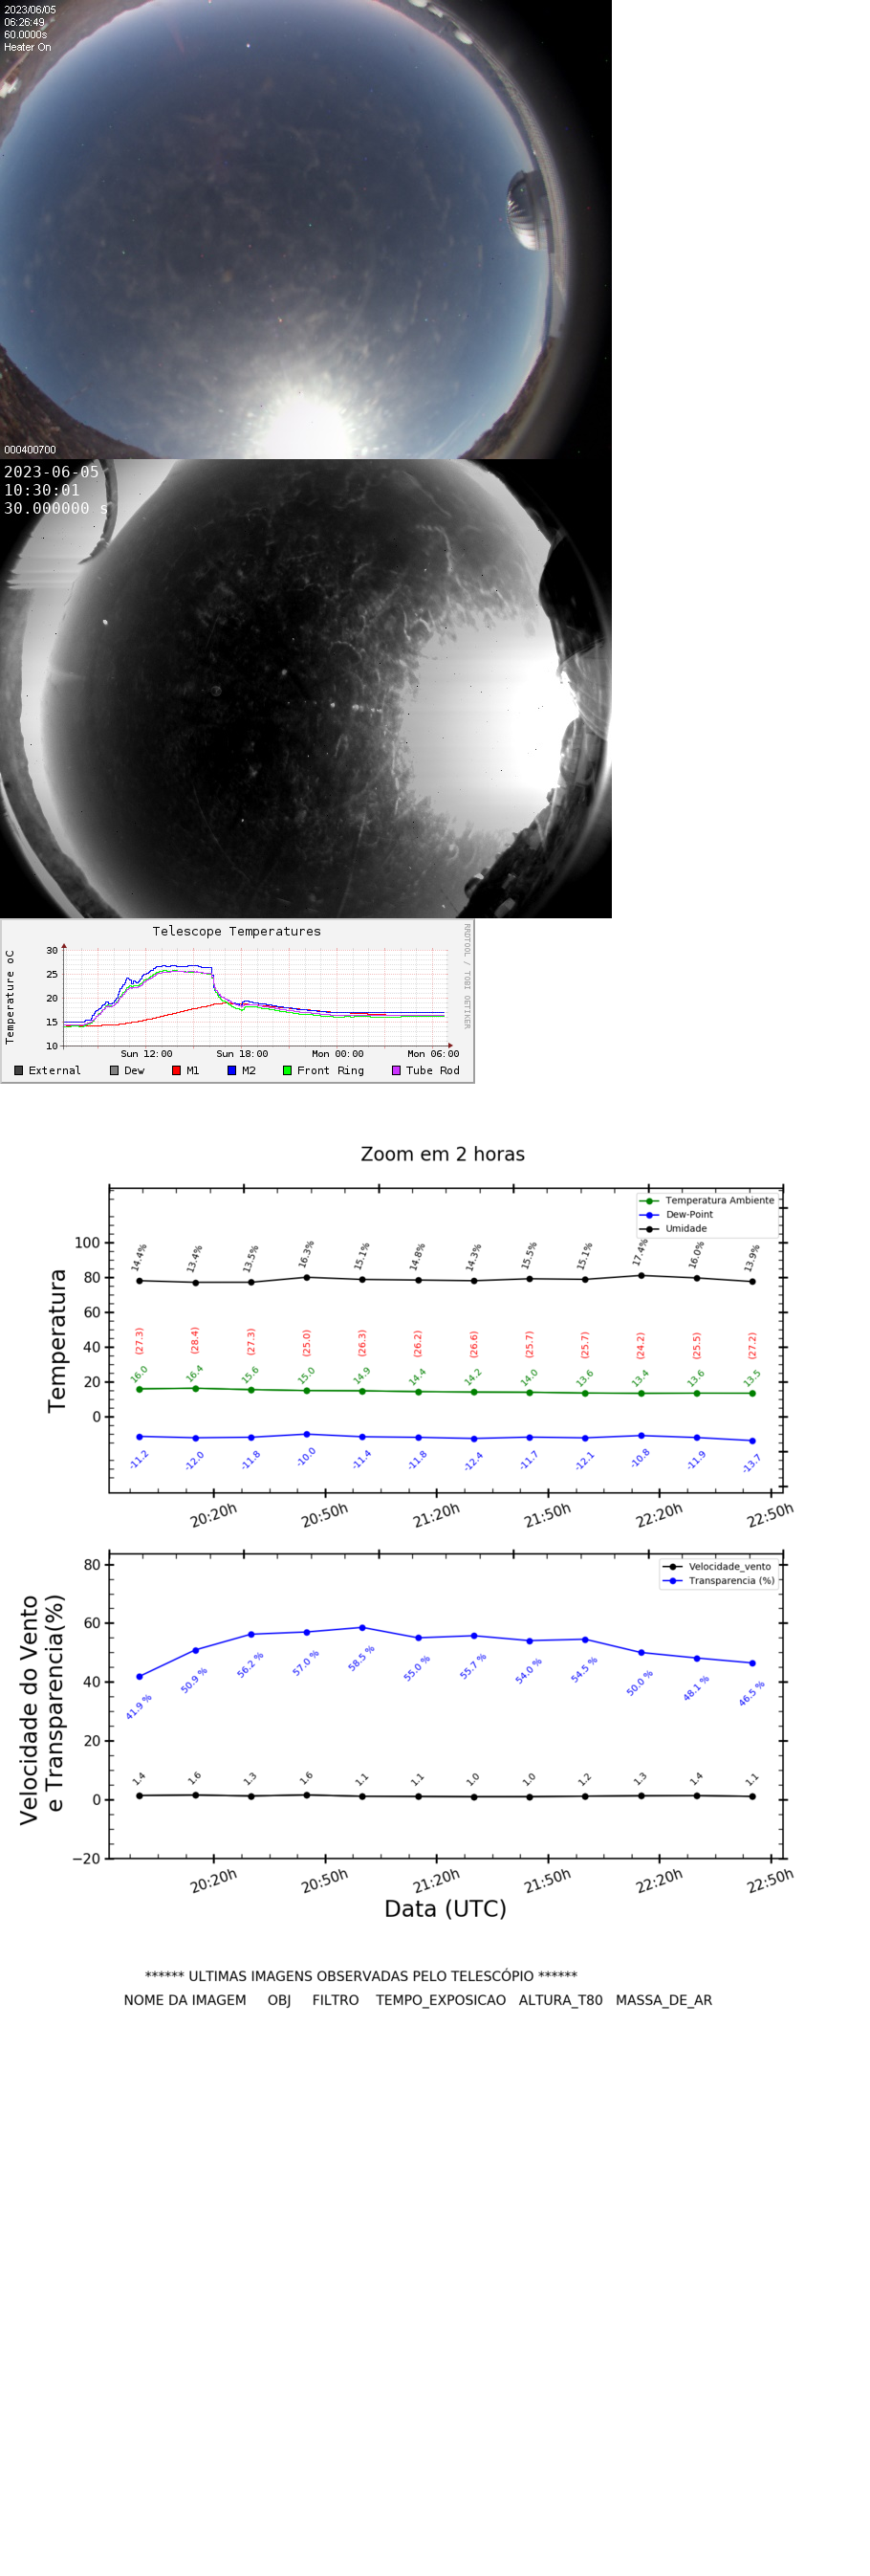 2023/06/05
06:26:49
60.0000s
Heater On
000400700
2023-06-05
10:30:01
30.000000 s
Telescope Temperatures
RRDTOOL / TOBI OETIKER
Temperature oC
30
25
20
15
10
Sun 12:00 Sun 18:00 Mon 00:00 Mon 06:00
External Dew M1 M2 Front Ring Tube Rod
Zoom em 2 horas
Temperatura Ambiente
Dew-Point
Umidade
Temperatura
100
80
60
40
20
0
14.4% 13.4% 13.5% 16.3% 15.1% 14.8% 14.3% 15.5% 15.1% 17.4% 16.0% 13.9%
(27.3) (28.4) (27.3) (25.0) (26.3) (26.2) (26.6) (25.7) (25.7) (24.2) (25.5) (27.2)
16.0 16.4 15.6 15.0 14.9 14.4 14.2 14.0 13.6 13.4 13.6 13.5
-11.2 -12.0 -11.8 -10.0 -11.4 -11.8 -12.4 -11.7 -12.1 -10.8 -11.9 -13.7
20:20h 20:50h 21:20h 21:50h 22:20h 22:50h
Velocidade_vento
Transparencia (%)
Velocidade do Vento
e Transparencia(%)
80
60
40
20
0
−20
41.9 % 50.9 % 56.2 % 57.0 % 58.5 % 55.0 % 55.7 % 54.0 % 54.5 % 50.0 % 48.1 % 46.5 %
1.4 1.6 1.3 1.6 1.1 1.1 1.0 1.0 1.2 1.3 1.4 1.1
20:20h 20:50h 21:20h 21:50h 22:20h 22:50h
Data (UTC)
****** ULTIMAS IMAGENS OBSERVADAS PELO TELESCÓPIO ******
NOME DA IMAGEM OBJ FILTRO TEMPO_EXPOSICAO ALTURA_T80 MASSA_DE_AR